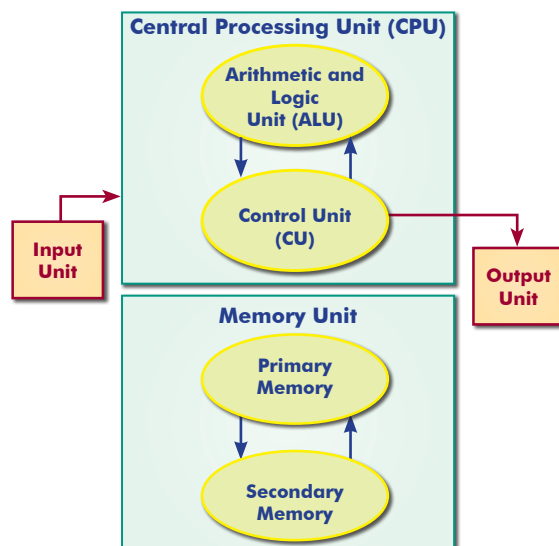 Central Processing Unit (CPU)
Arithmetic and
Logic
Unit (ALU)
Control Unit
(CU)
Input
Unit
Output
Unit
Memory Unit
Primary
Memory
Secondary
Memory